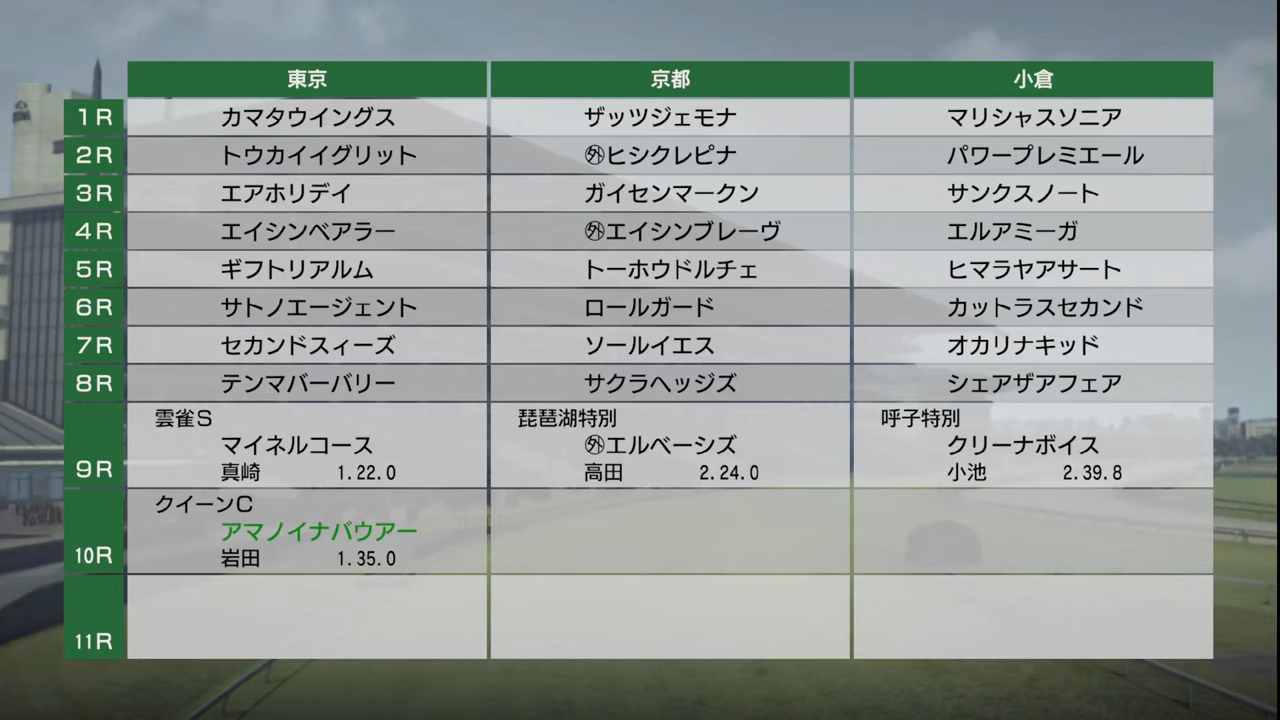 東京 京都 小倉
1R カマタウイングス ザッツジェモナ マリシャスソニア
2R トウカイイグリット ㊕ヒシクレピナ パワープレミエール
3R エアホリデイ ガイセンマークン サンクスノート
4R エイシンベアラー 外エイシンブレーヴ エルアミーガ
5R ギフトリアルム トーホウドルチェ ヒマラヤアサート
6R サトノエージェント ロールガード カットラスセカンド
7R セカンドスィーズ ソールイエス オカリナキッド
8R テンマバーバリー サクラヘッジズ シェアザアフェア
雲雀S 琵琶湖特別 呼子特別
マイネルコース 外エルベーシズ クリーナボイス
9R 真崎 1.22.0 高田 2.24.0 小池 2.39.8
クイーンC
アマノイナバウアー
10R 岩田 1.35.0
11R